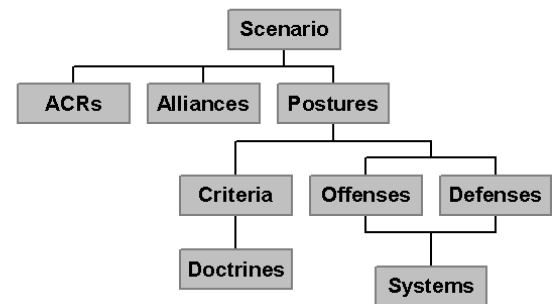 Scenario
ACRs
Alliances
Postures
Criteria
Offenses
Defenses
Doctrines
Systems